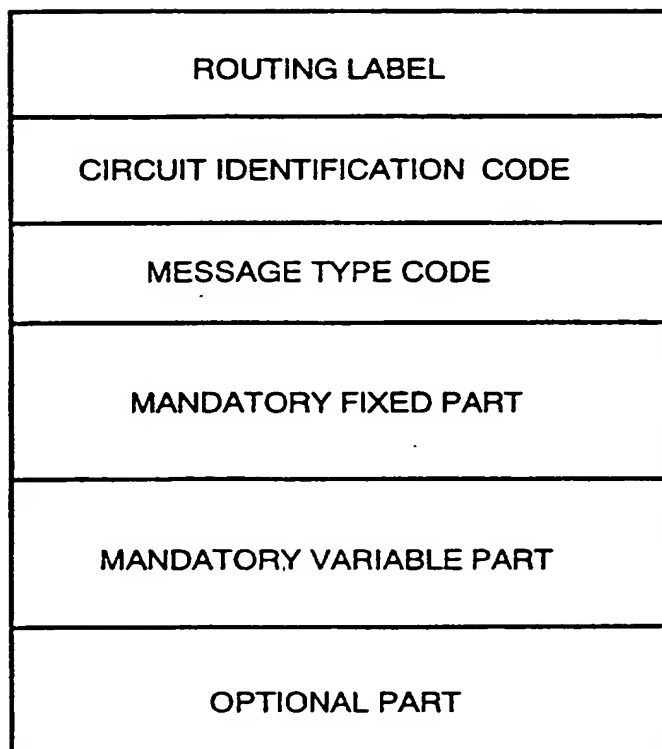 ROUTING LABEL
CIRCUIT IDENTIFICATION CODE
MESSAGE TYPE CODE
MANDATORY FIXED PART
MANDATORY VARIABLE PART
OPTIONAL PART